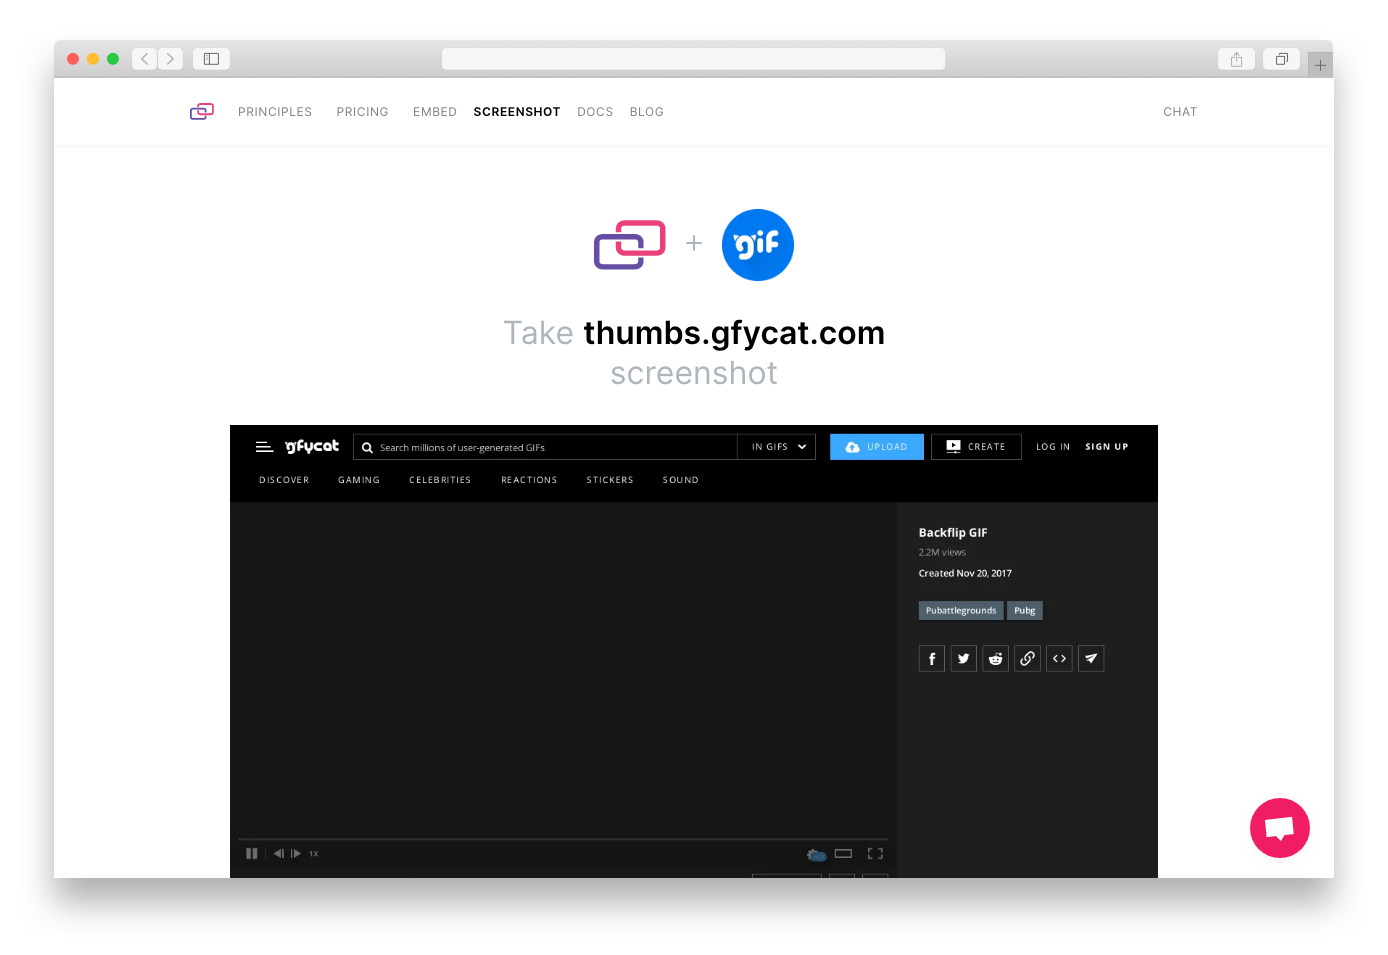 PRINCIPLES PRICING EMBED SCREENSHOT DOCS BLOG CHAT
gif
Take thumbs.gfycat.com
screenshot
gfycat Search millions of user-generated GIFs IN GIFS UPLOAD CREATE LOG IN SIGN UP
DISCOVER GAMING CELEBRITIES REACTIONS STICKERS SOUND
Backflip GIF
2.2M views
Created Nov 20, 2017
Pubattlegrounds Pubg
1X HD